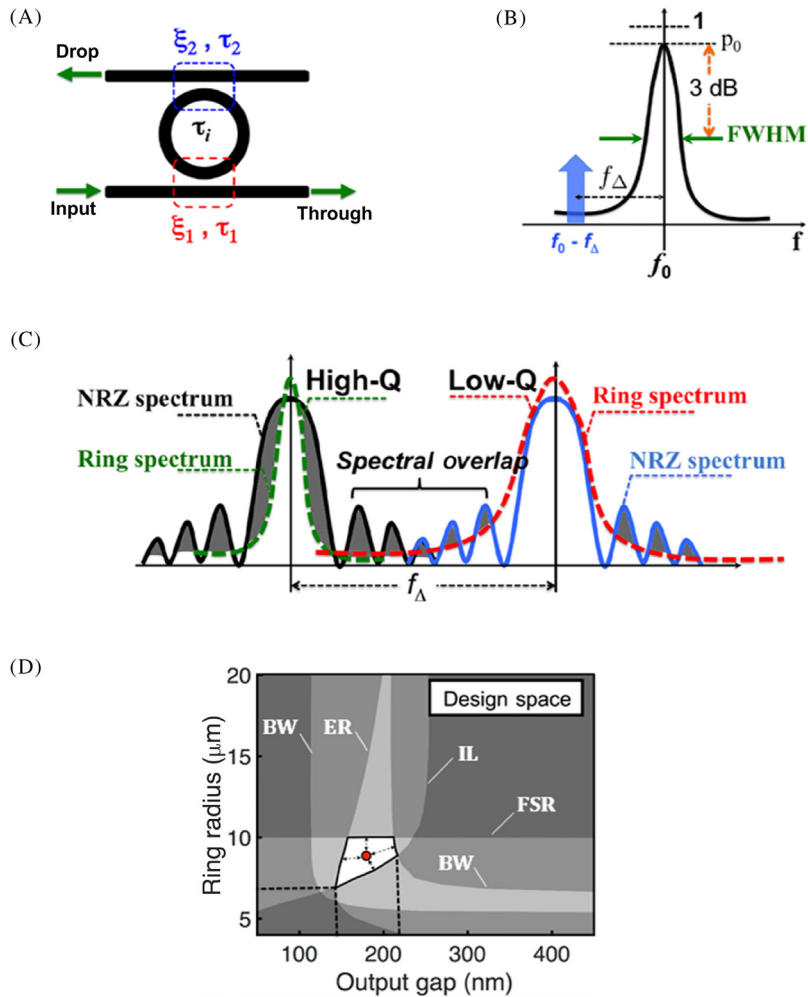 (A)
Drop
ξ2 , τ2
τi
Input
Through
ξ1 , τ1
(B)
1
p0
3 dB
FWHM
fΔ
f0 - fΔ
f0
f
(C)
NRZ spectrum
High-Q
Low-Q
Ring spectrum
Ring spectrum
Spectral overlap
NRZ spectrum
fΔ
(D)
Ring radius (μm)
20
15
10
5
Design space
BW
ER
IL
FSR
BW
100
200
300
400
Output gap (nm)